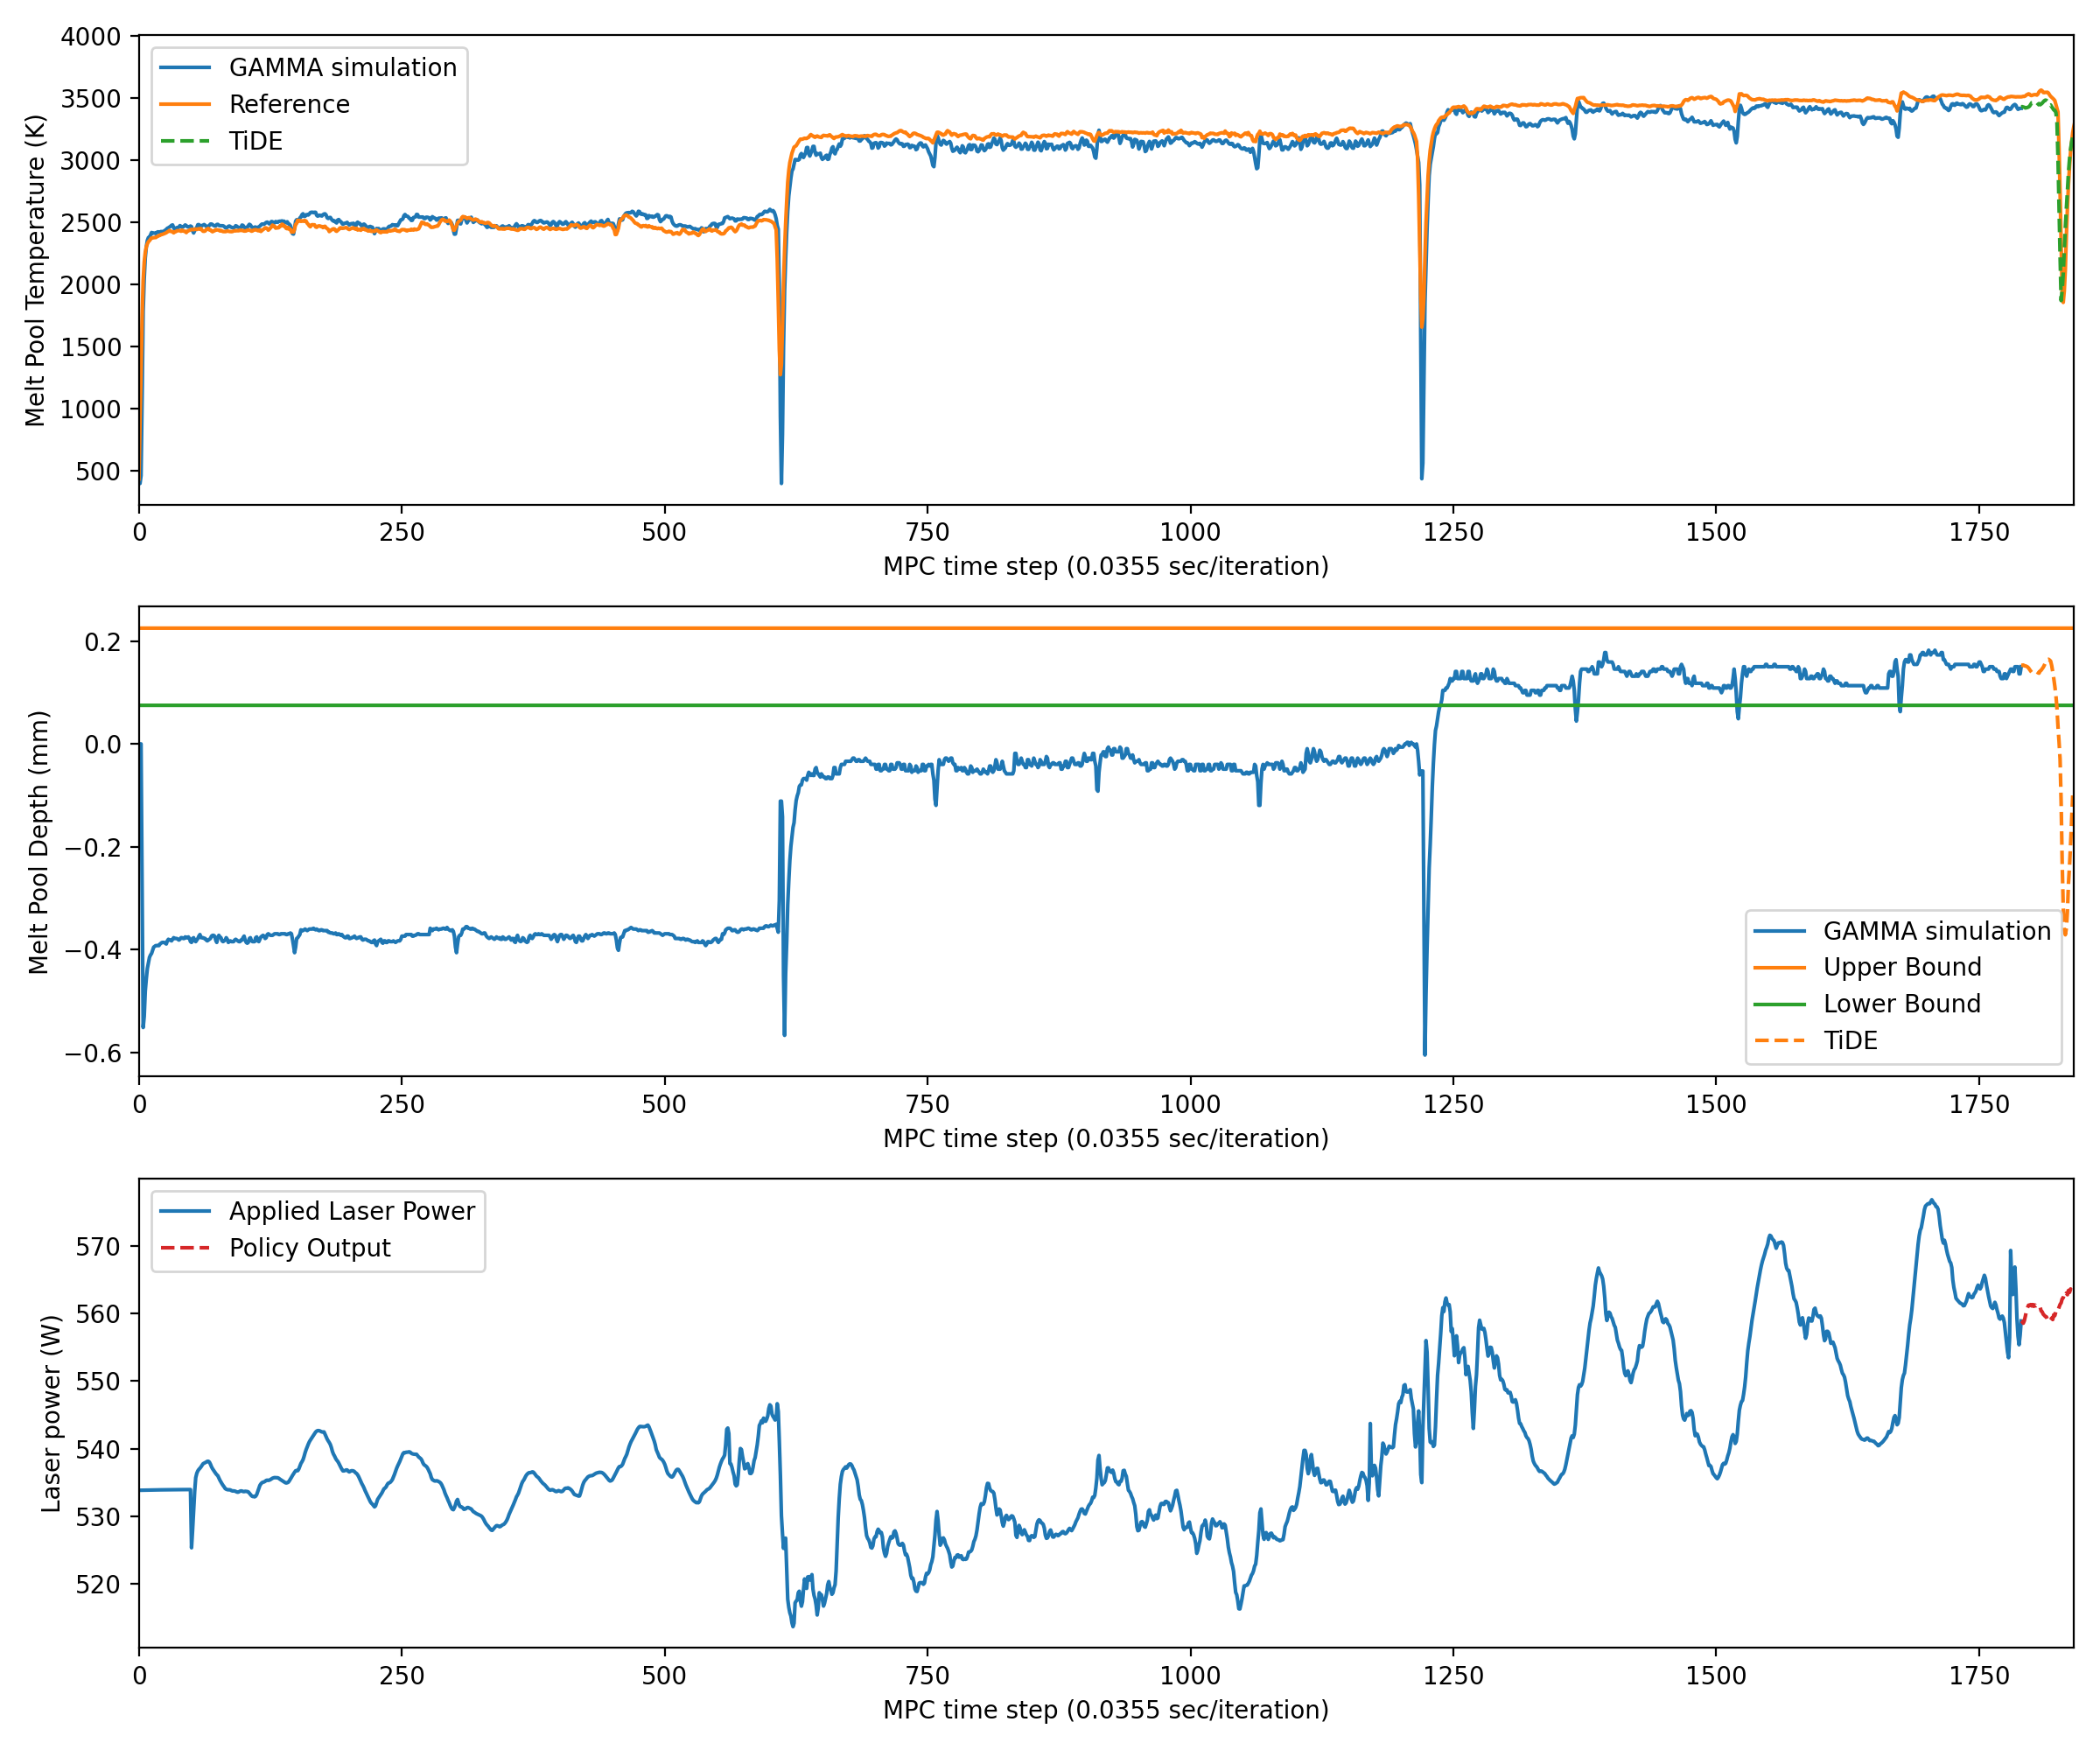 4000
3500
3000
2500
2000
1500
1000
500
Melt Pool Temperature (K)
GAMMA simulation
Reference
TiDE
0 250 500 750 1000 1250 1500 1750
MPC time step (0.0355 sec/iteration)
0.2
0.0
−0.2
−0.4
−0.6
Melt Pool Depth (mm)
GAMMA simulation
Upper Bound
Lower Bound
TiDE
0 250 500 750 1000 1250 1500 1750
MPC time step (0.0355 sec/iteration)
570
560
550
540
530
520
Laser power (W)
Applied Laser Power
Policy Output
0 250 500 750 1000 1250 1500 1750
MPC time step (0.0355 sec/iteration)